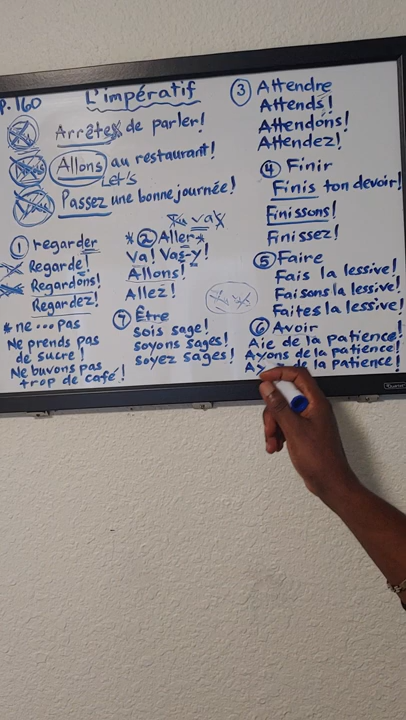 P.160
L'impératif
Arrêtex de parler!
Allons au restaurant!
Let's
Passez une bonne journée!
Tu vax
① regarder
Regarde!
Regardons!
Regardez!
* ne ... pas
Ne prends pas
de sucre!
Ne buvons pas
trop de café!
*② Aller*
Va! Vas-y!
Allons!
Allez!
⑦ Être
Sois sage!
Soyons sages!
Soyez sages!
③ Attendre
Attends!
Attendons!
Attendez!
④ Finir
Finis ton devoir!
Finissons!
Finissez!
⑤ Faire
Fais la lessive!
Faisons la lessive!
Faites la lessive!
⑥ Avoir
Aie de la patience!
Ayons de la patience!
de la patience!